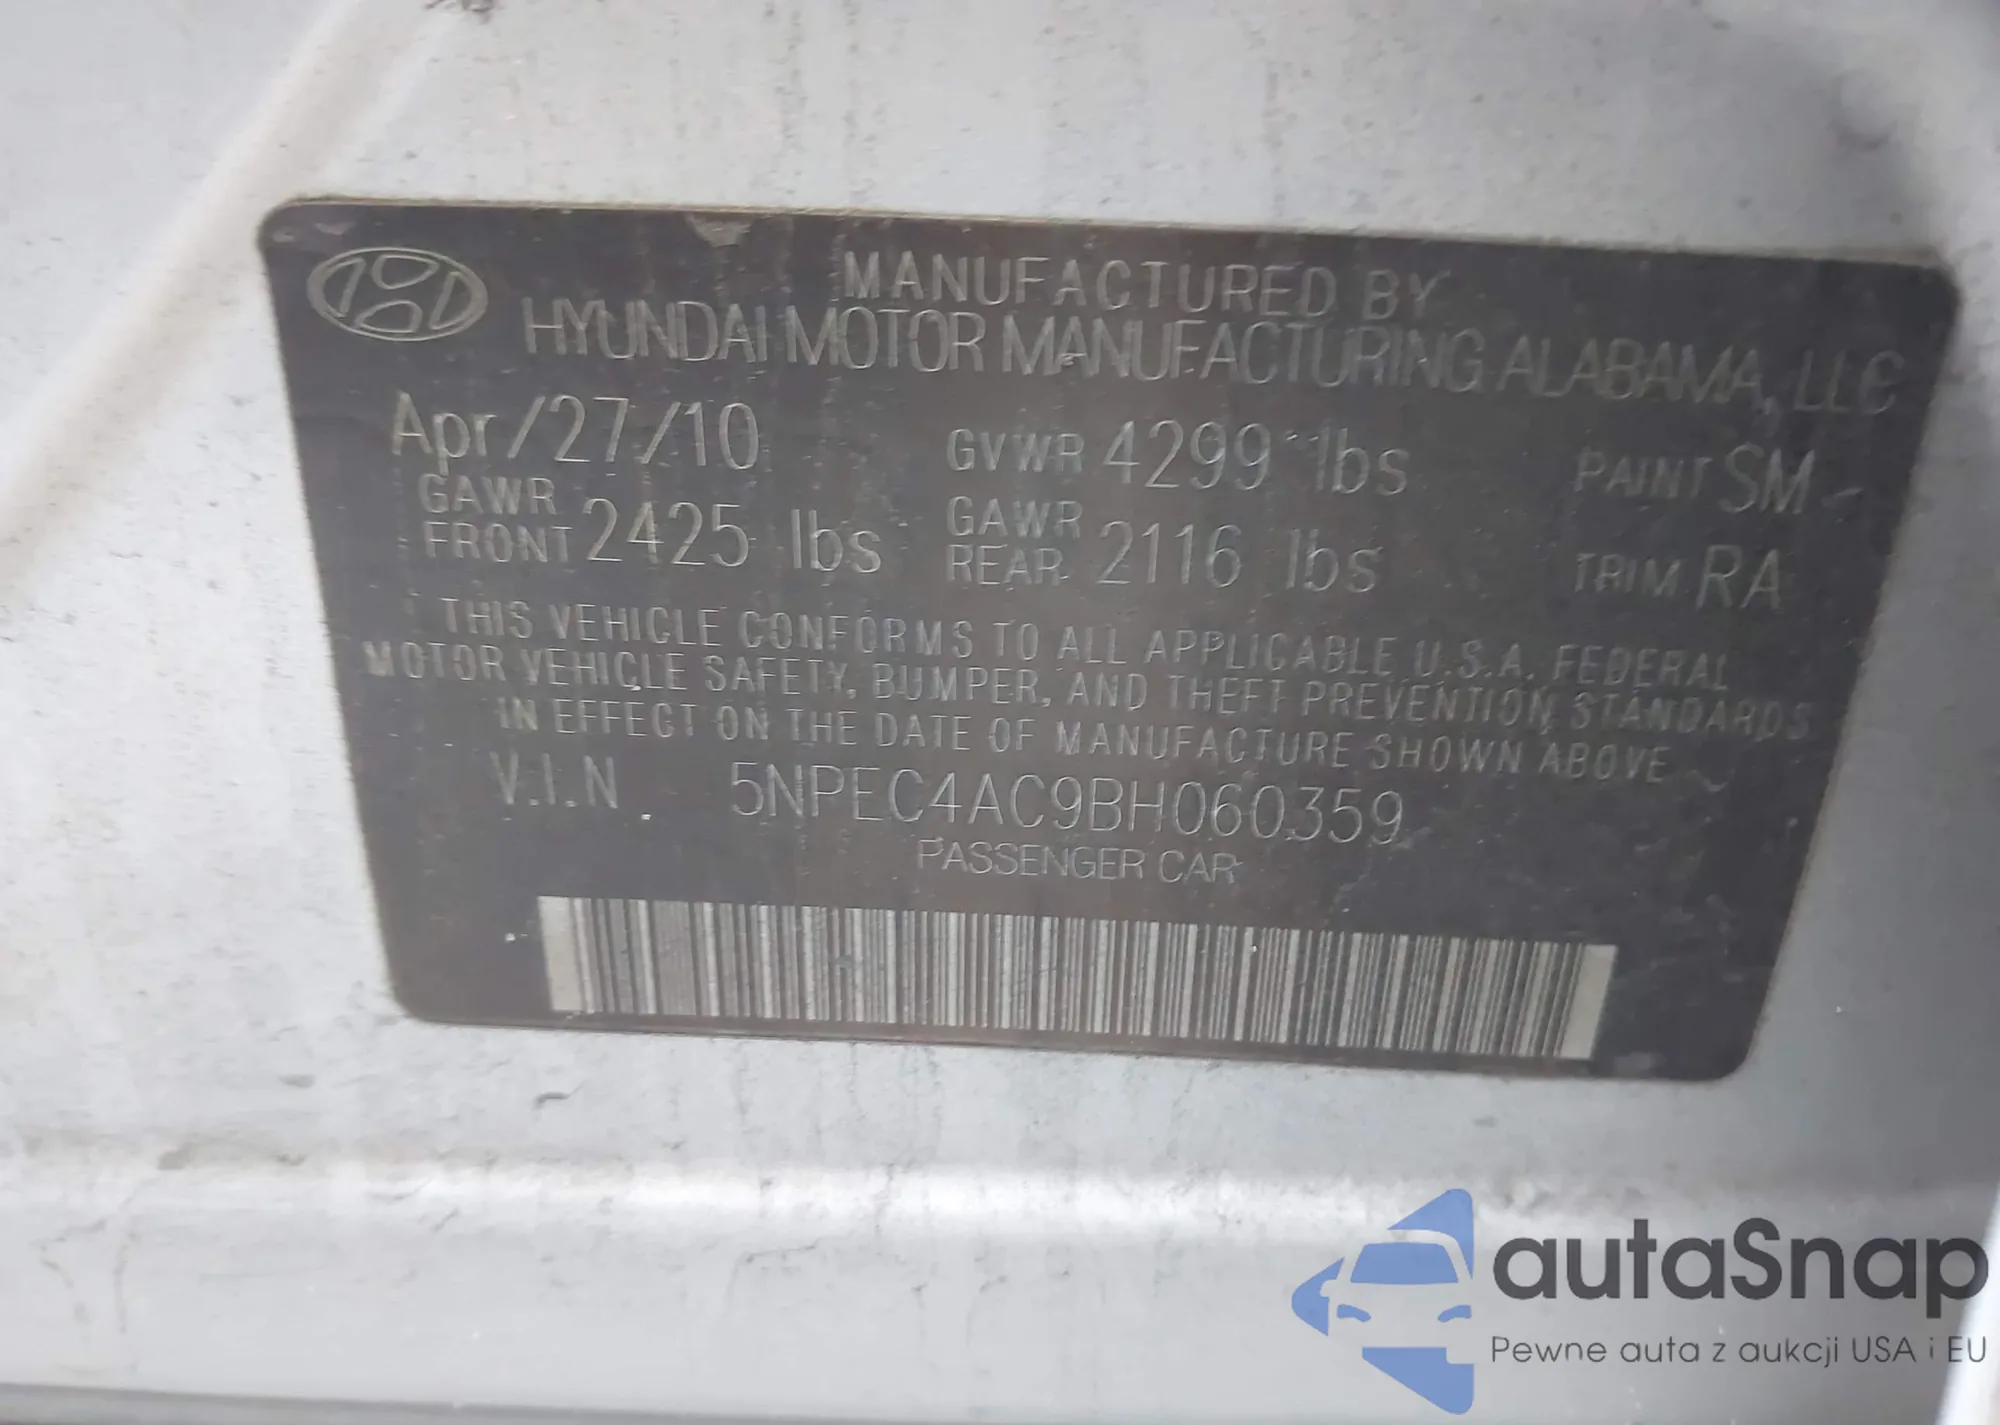 MANUFACTURED BY
HYUNDAI MOTOR MANUFACTURING ALABAMA, LLC
Apr/27/10 GVWR 4299 lbs PAINT SM
GAWR FRONT 2425 lbs GAWR REAR 2116 lbs TRIM RA
THIS VEHICLE CONFORMS TO ALL APPLICABLE U.S.A. FEDERAL
MOTOR VEHICLE SAFETY, BUMPER, AND THEFT PREVENTION STANDARDS
IN EFFECT ON THE DATE OF MANUFACTURE SHOWN ABOVE
V.I.N 5NPEC4AC9BH060359
PASSENGER CAR
autaSnap
Pewne auta z aukcji USA i EU